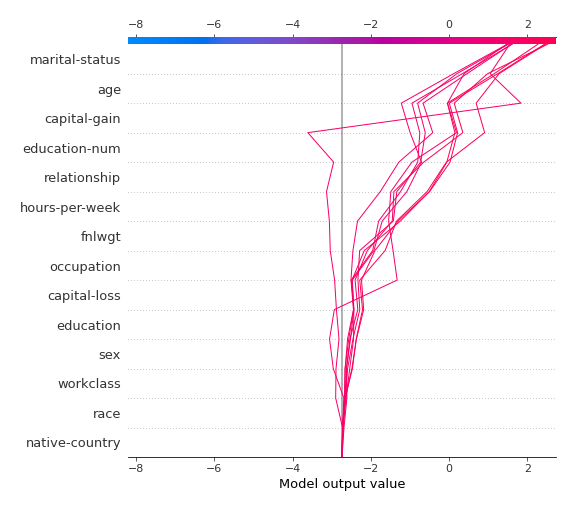 −8 −6 −4 −2 0 2
marital-status
age
capital-gain
education-num
relationship
hours-per-week
fnlwgt
occupation
capital-loss
education
sex
workclass
race
native-country
−8 −6 −4 −2 0 2
Model output value